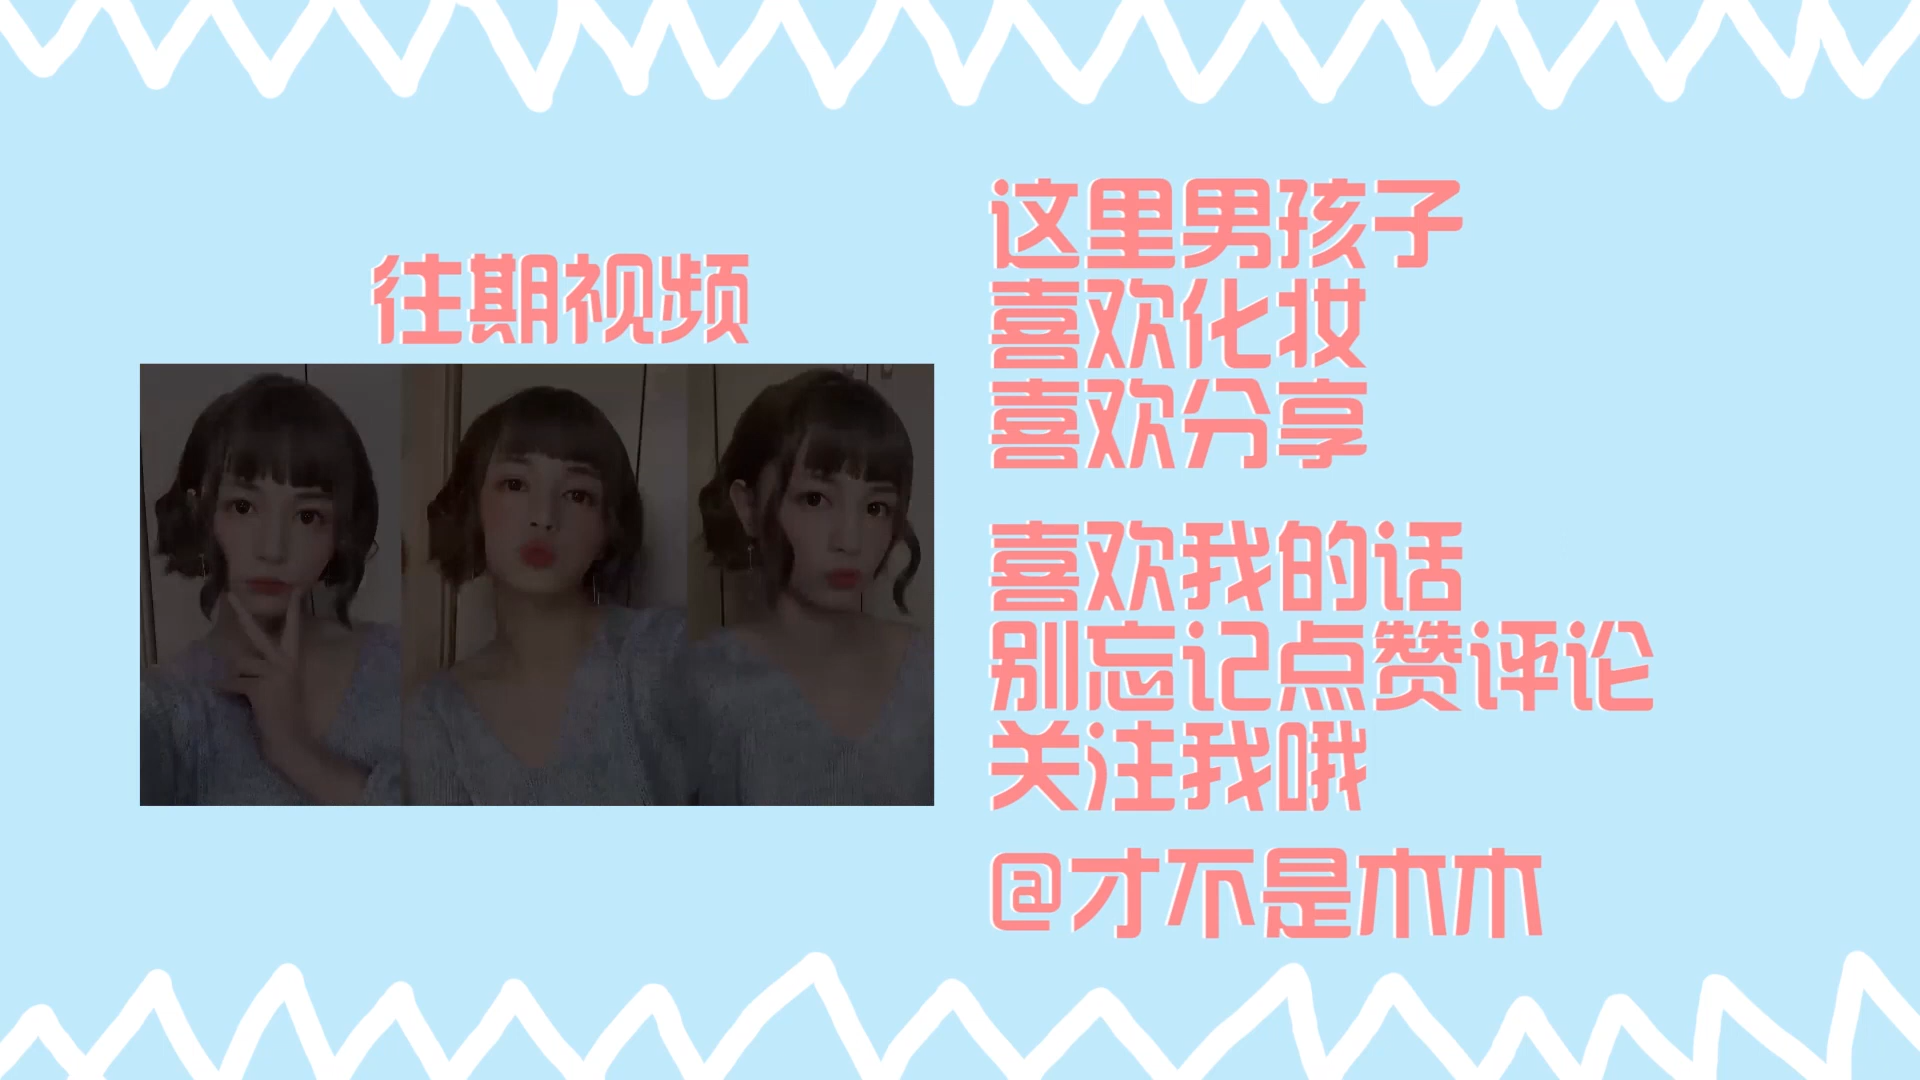 往期视频
这里男孩子
喜欢化妆
喜欢分享
喜欢我的话
别忘记点赞评论
关注我哦
@才不是木木